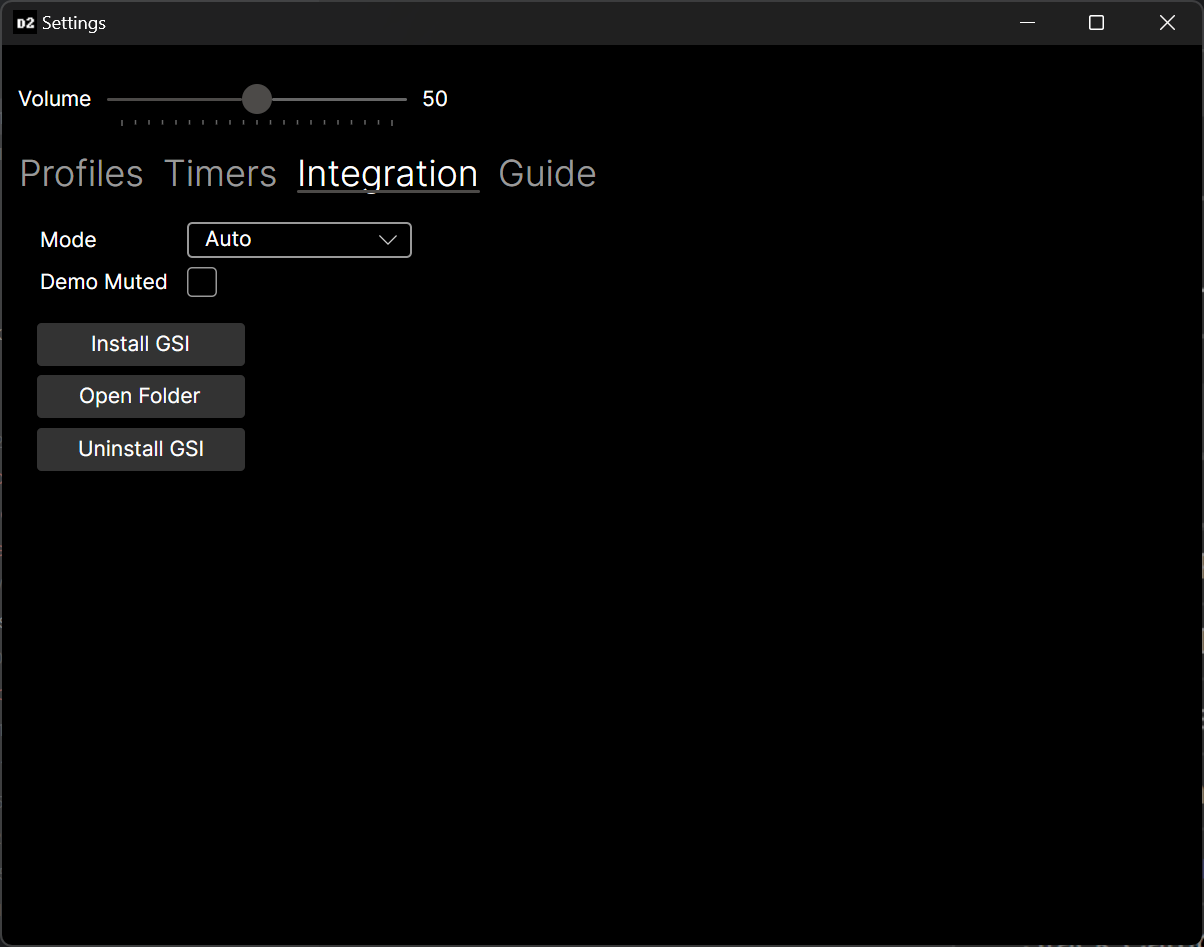 D2 Settings
Volume 50
Profiles Timers Integration Guide
Mode Auto
Demo Muted
Install GSI
Open Folder
Uninstall GSI